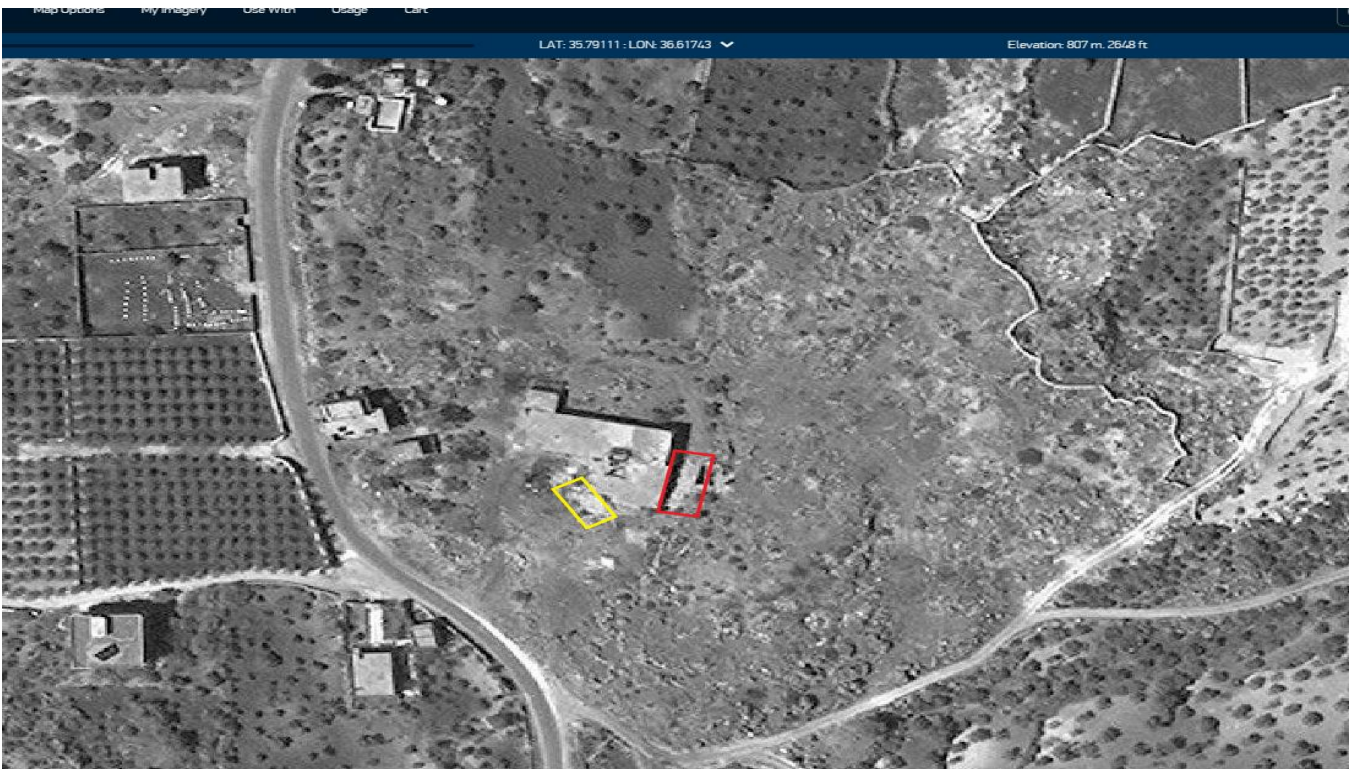 Map Options My Imagery Use With Usage Cart
LAT: 35.79111 : LON: 36.61743 Elevation: 807 m. 2648 ft